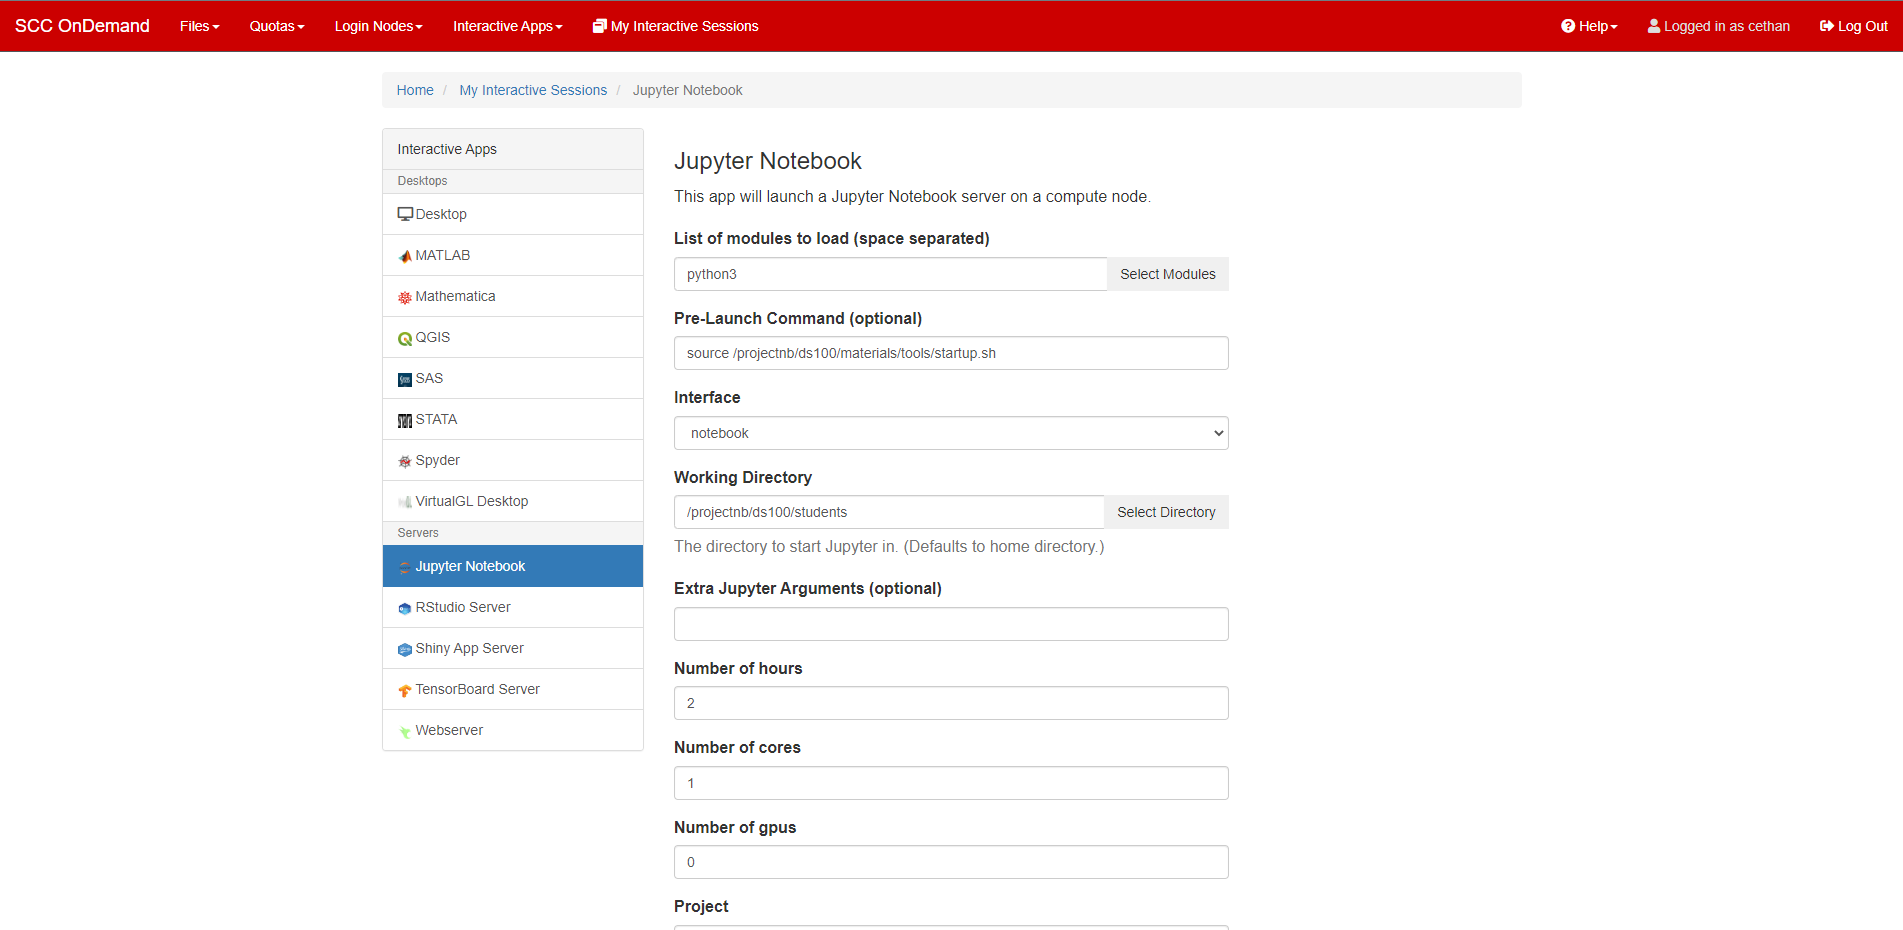 SCC OnDemand Files Quotas Login Nodes Interactive Apps My Interactive Sessions Help Logged in as cethan Log Out
Home / My Interactive Sessions / Jupyter Notebook
Interactive Apps
Desktops
Desktop
MATLAB
Mathematica
QGIS
SAS
STATA
Spyder
VirtualGL Desktop
Servers
Jupyter Notebook
RStudio Server
Shiny App Server
TensorBoard Server
Webserver
Jupyter Notebook
This app will launch a Jupyter Notebook server on a compute node.
List of modules to load (space separated)
python3 Select Modules
Pre-Launch Command (optional)
source /projectnb/ds100/materials/tools/startup.sh
Interface
notebook
Working Directory
/projectnb/ds100/students Select Directory
The directory to start Jupyter in. (Defaults to home directory.)
Extra Jupyter Arguments (optional)
Number of hours
2
Number of cores
1
Number of gpus
0
Project